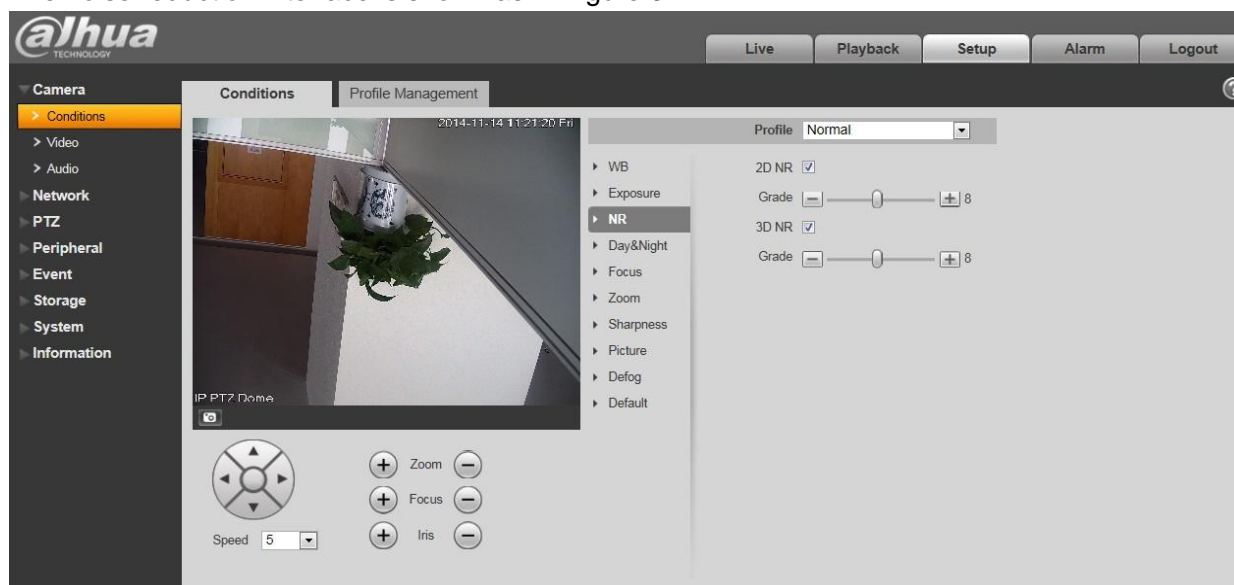 alhua
TECHNOLOGY
Live
Playback
Setup
Alarm
Logout
Camera
Conditions
Video
Audio
Network
PTZ
Peripheral
Event
Storage
System
Information
Conditions
Profile Management
2014-11-14 11:21:20 Fri
IP PTZ Dome
Speed 5
Zoom
Focus
Iris
WB
Exposure
NR
Day&Night
Focus
Zoom
Sharpness
Picture
Defog
Default
Profile Normal
2D NR
Grade 8
3D NR
Grade 8